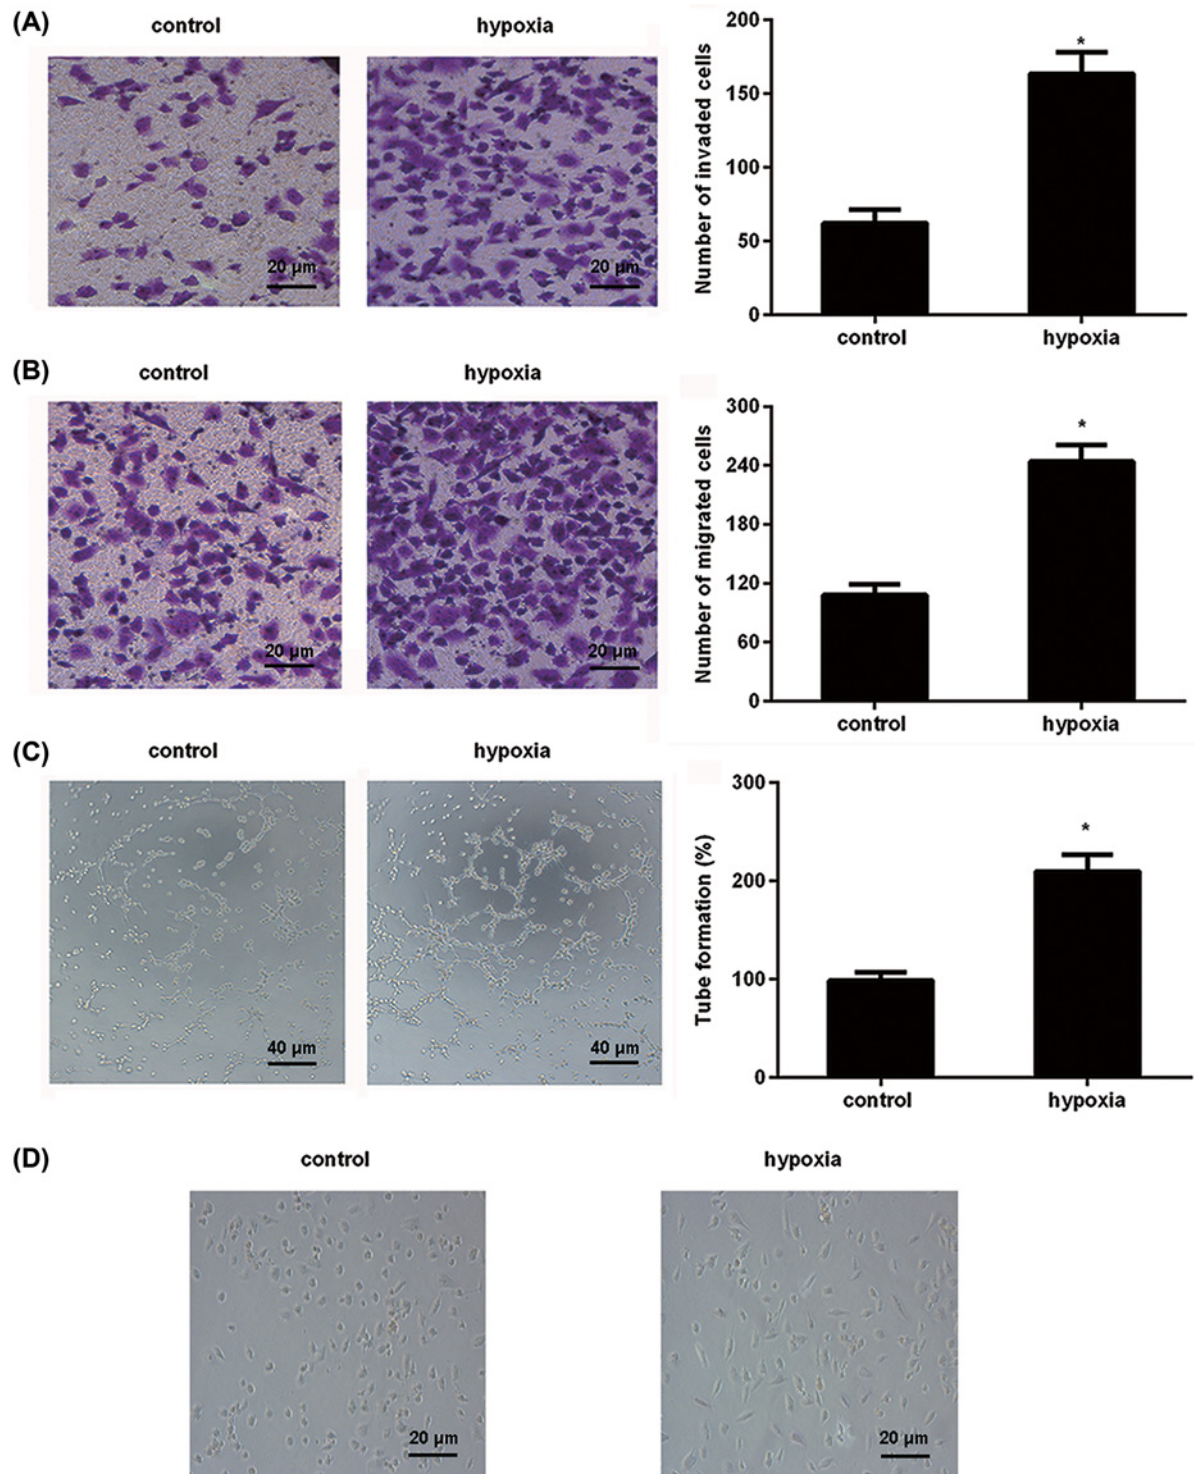 (A)
control
hypoxia
20 μm
20 μm
Number of invaded cells
200
150
100
50
0
*
control
hypoxia
(B)
control
hypoxia
20 μm
20 μm
Number of migrated cells
300
240
180
120
60
0
*
control
hypoxia
(C)
control
hypoxia
40 μm
40 μm
Tube formation (%)
300
200
100
0
*
control
hypoxia
(D)
control
hypoxia
20 μm
20 μm